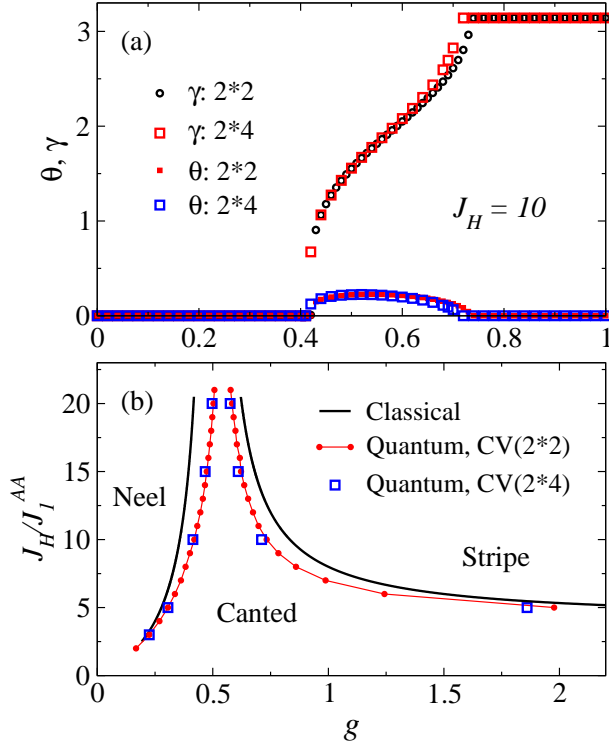 (a)
3
2
1
0
θ, γ
γ: 2*2
γ: 2*4
θ: 2*2
θ: 2*4
J_H = 10
0 0.2 0.4 0.6 0.8 1
(b)
20
15
10
5
0
J_H/J_1^{AA}
Classical
Quantum, CV(2*2)
Quantum, CV(2*4)
Neel
Stripe
Canted
0 0.5 1 1.5 2
g